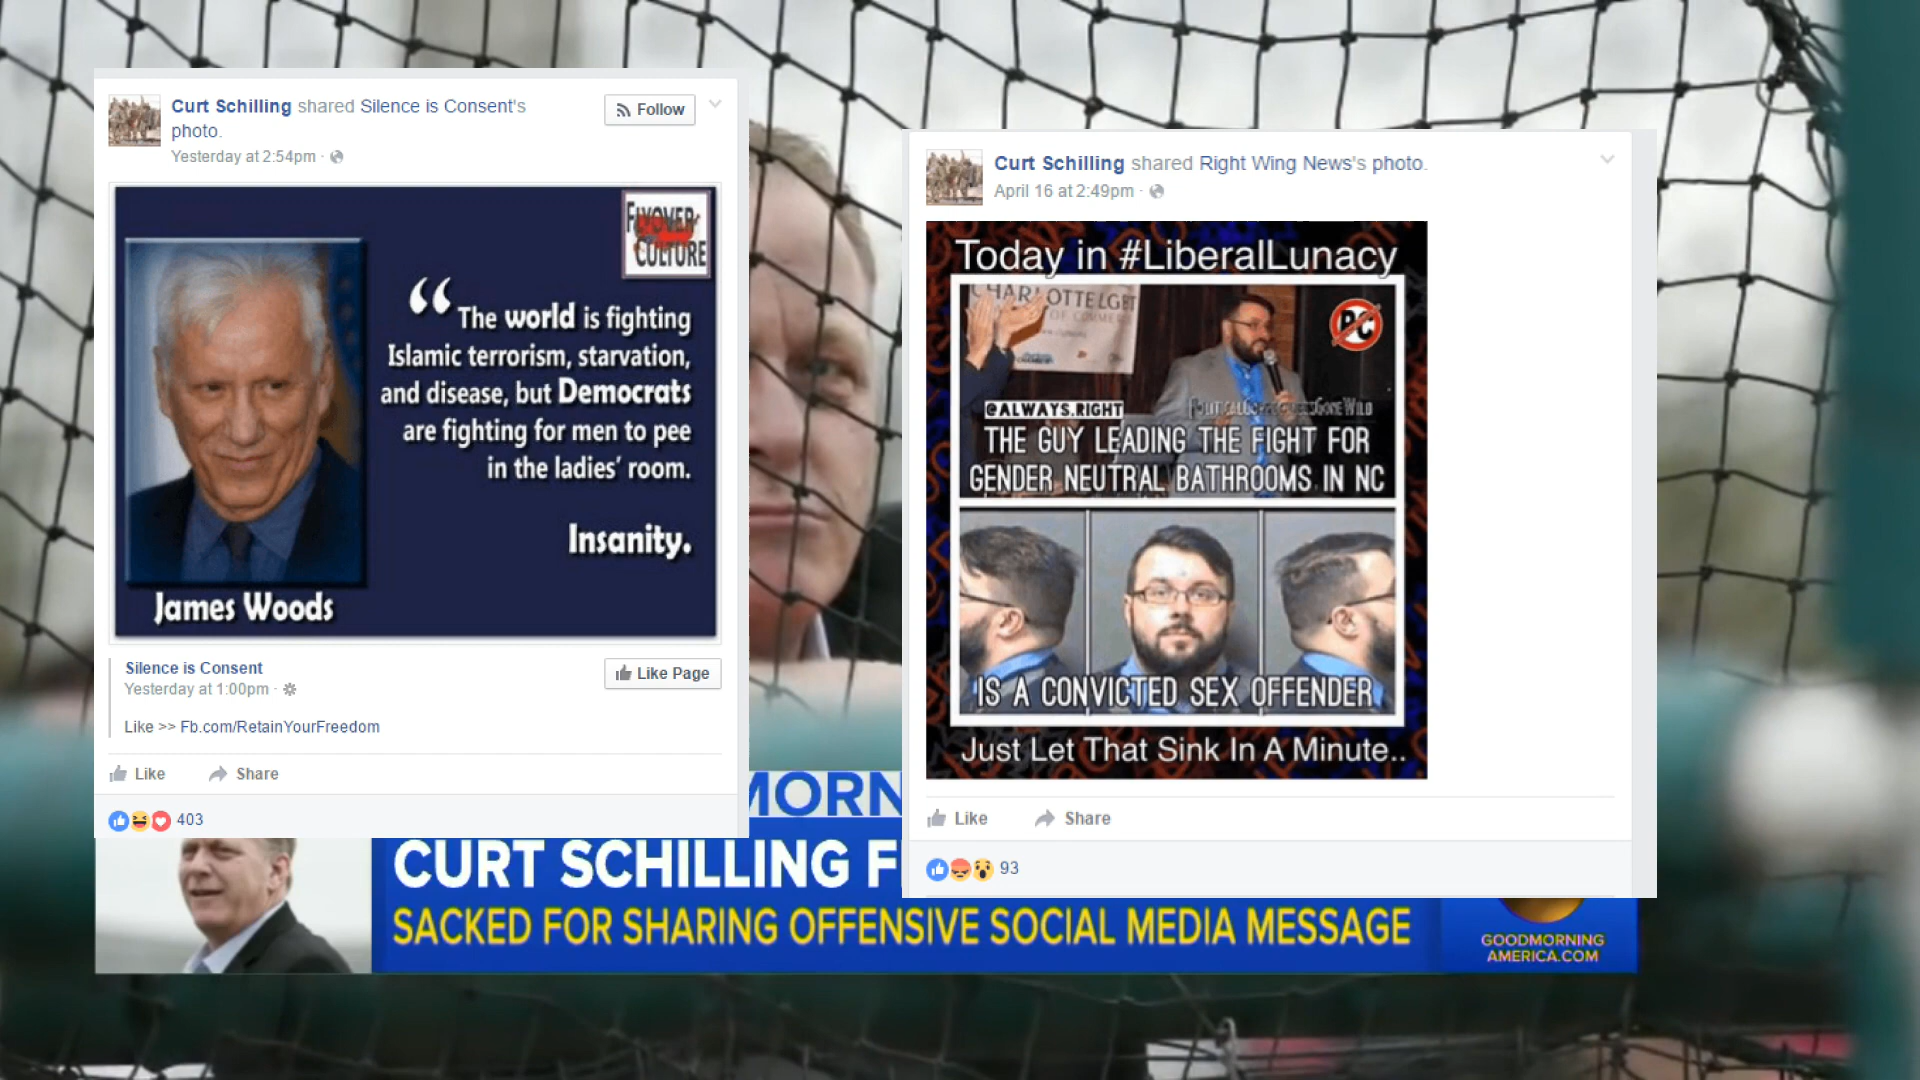 Curt Schilling shared Silence is Consent's
photo.
Yesterday at 2:54pm ·
Follow
FLYOVER
CULTURE
“The world is fighting
Islamic terrorism, starvation,
and disease, but Democrats
are fighting for men to pee
in the ladies’ room.
Insanity.
James Woods
Silence is Consent
Yesterday at 1:00pm ·
Like Page
Like >> Fb.com/RetainYourFreedom
Like Share
403
Curt Schilling shared Right Wing News's photo.
April 16 at 2:49pm ·
Today in #LiberalLunacy
CHARLOTTE LGBT
PC
@ALWAYS.RIGHT
THE GUY LEADING THE FIGHT FOR
GENDER NEUTRAL BATHROOMS IN NC
IS A CONVICTED SEX OFFENDER
Just Let That Sink In A Minute..
Like Share
93
MORN
CURT SCHILLING F
SACKED FOR SHARING OFFENSIVE SOCIAL MEDIA MESSAGE
GOODMORNING
AMERICA.COM